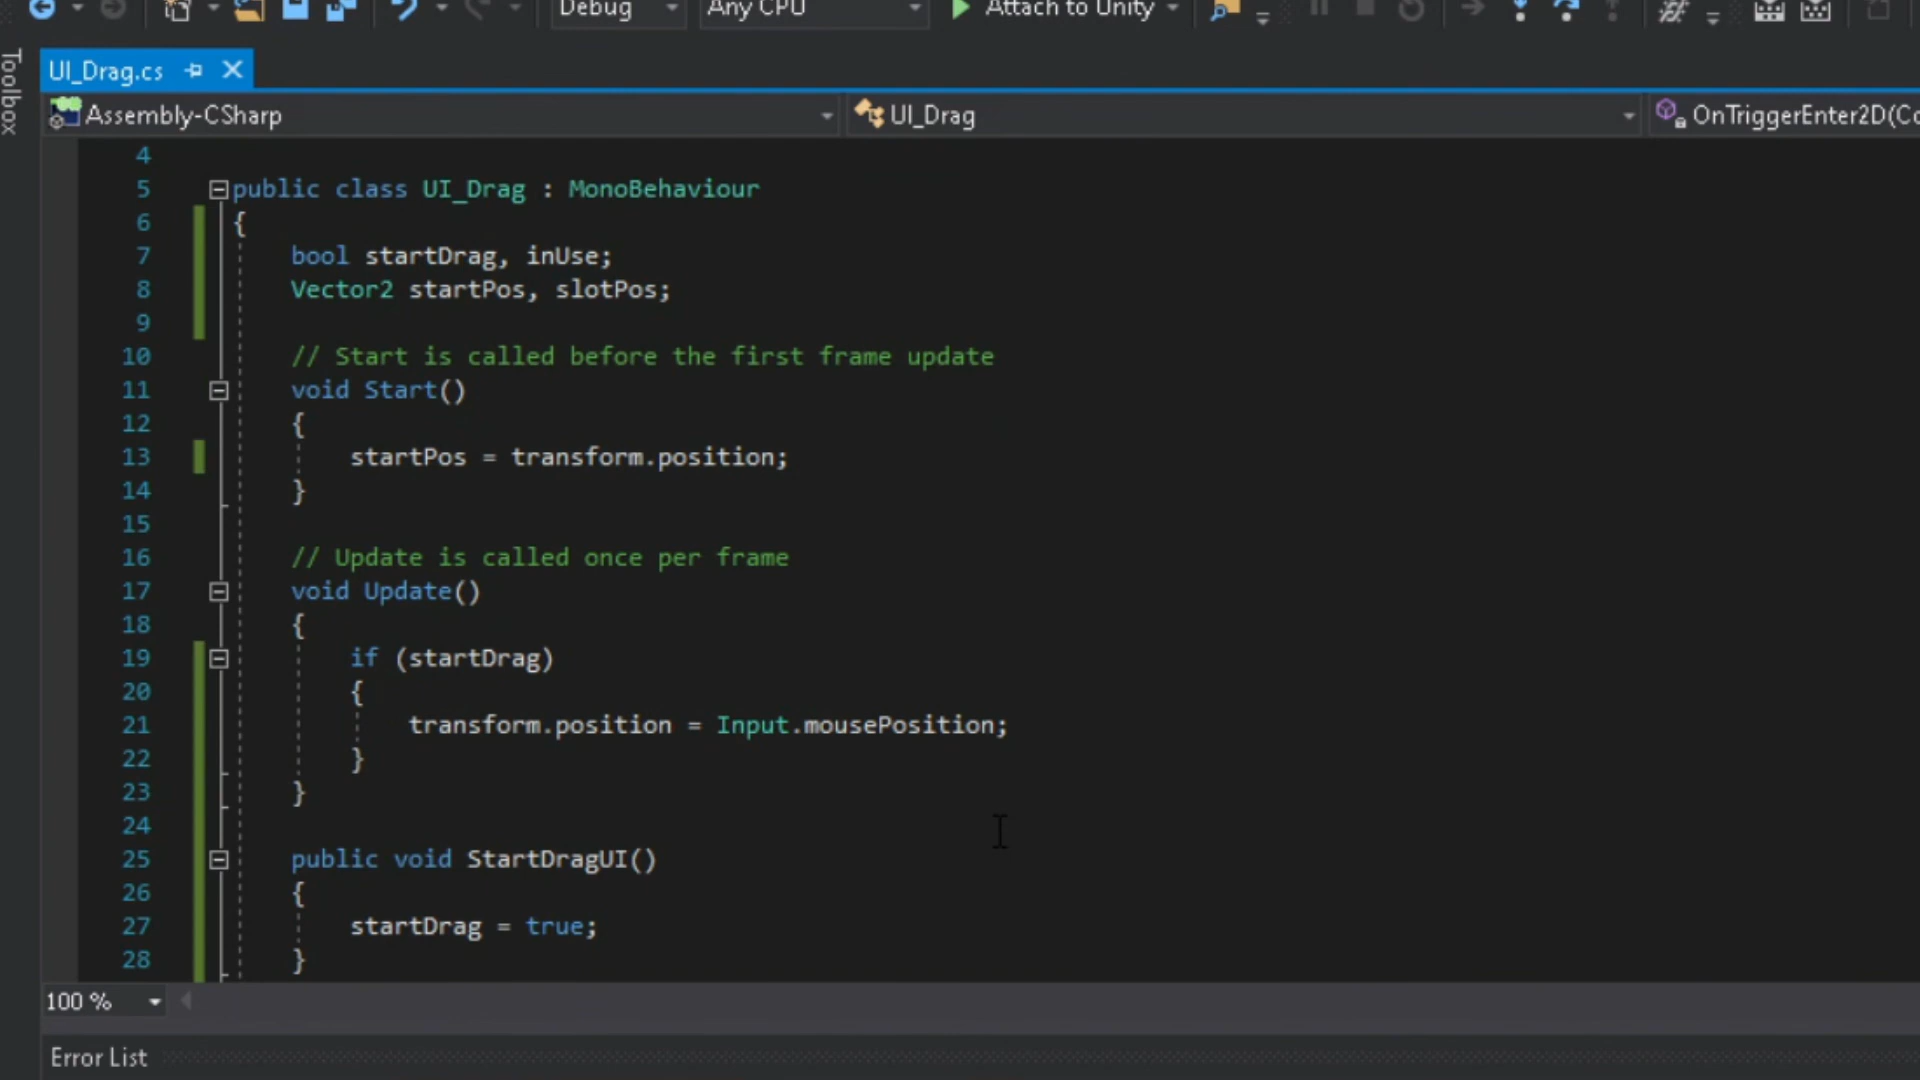 Debug Any CPU Attach to Unity
Toolbox
UI_Drag.cs
Assembly-CSharp UI_Drag OnTriggerEnter2D(Co
4
5 public class UI_Drag : MonoBehaviour
6 {
7 bool startDrag, inUse;
8 Vector2 startPos, slotPos;
9
10 // Start is called before the first frame update
11 void Start()
12 {
13 startPos = transform.position;
14 }
15
16 // Update is called once per frame
17 void Update()
18 {
19 if (startDrag)
20 {
21 transform.position = Input.mousePosition;
22 }
23 }
24
25 public void StartDragUI()
26 {
27 startDrag = true;
28 }
100 %
Error List